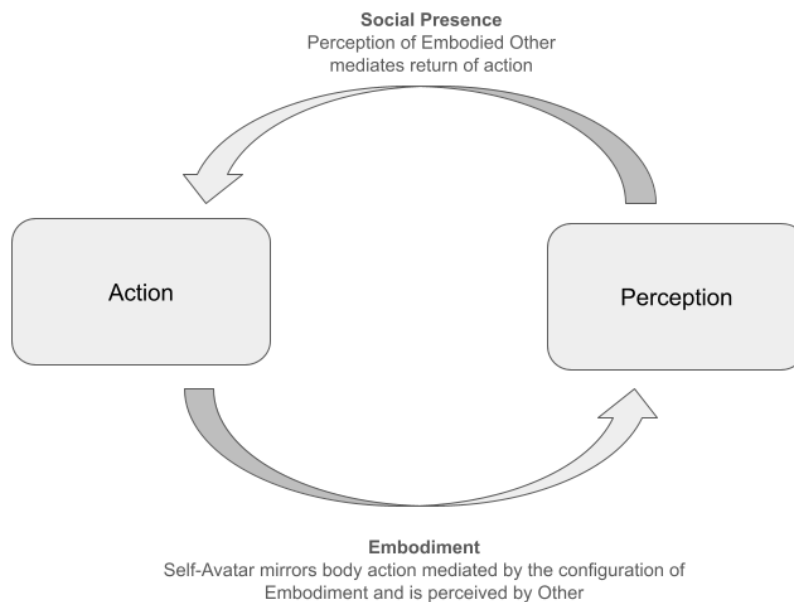 Social Presence
Perception of Embodied Other
mediates return of action
Action
Perception
Embodiment
Self-Avatar mirrors body action mediated by the configuration of
Embodiment and is perceived by Other